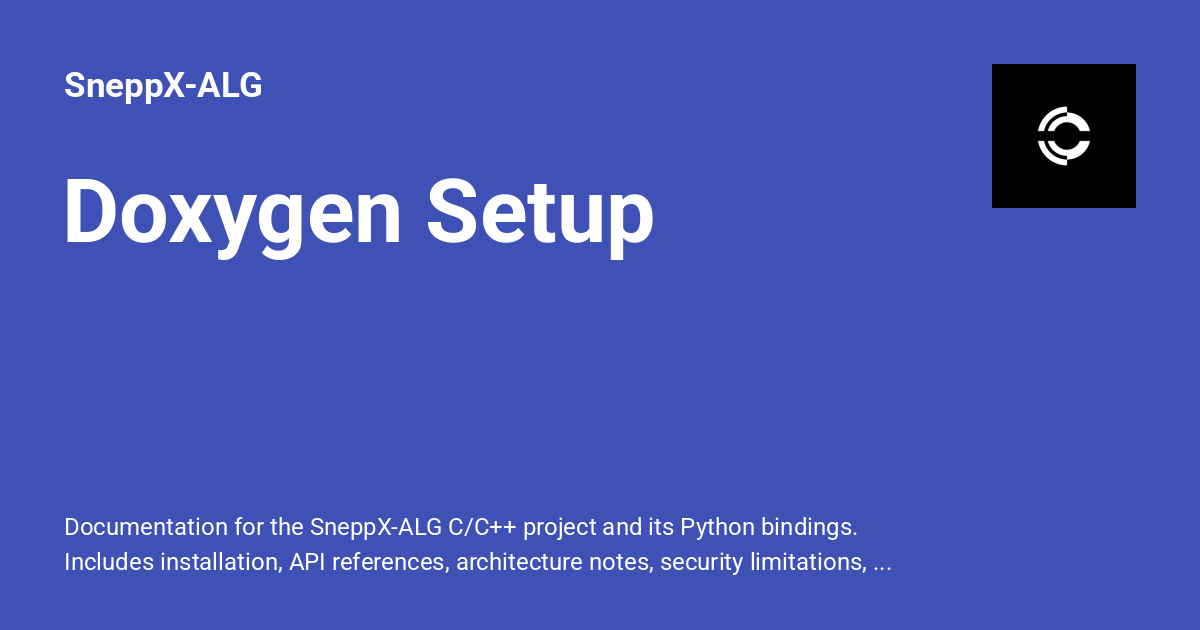 SneppX-ALG
Doxygen Setup
Documentation for the SneppX-ALG C/C++ project and its Python bindings.
Includes installation, API references, architecture notes, security limitations, ...